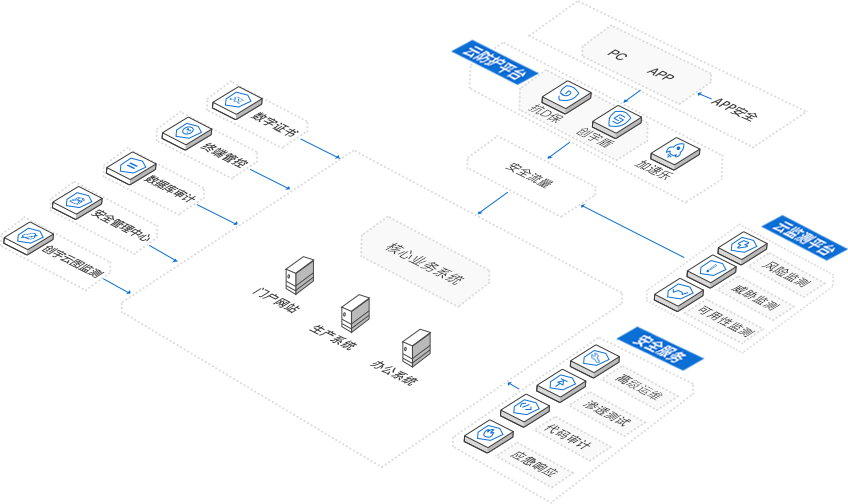 PC
APP
APP安全
云防护平台
抗D保
创宇盾
加速乐
安全流量
数字证书
终端管控
数据库审计
安全管理中心
创宇云图监测
核心业务系统
门户网站
生产系统
办公系统
云监测平台
风险监测
威胁监测
可用性监测
安全服务
高级运维
渗透测试
代码审计
应急响应